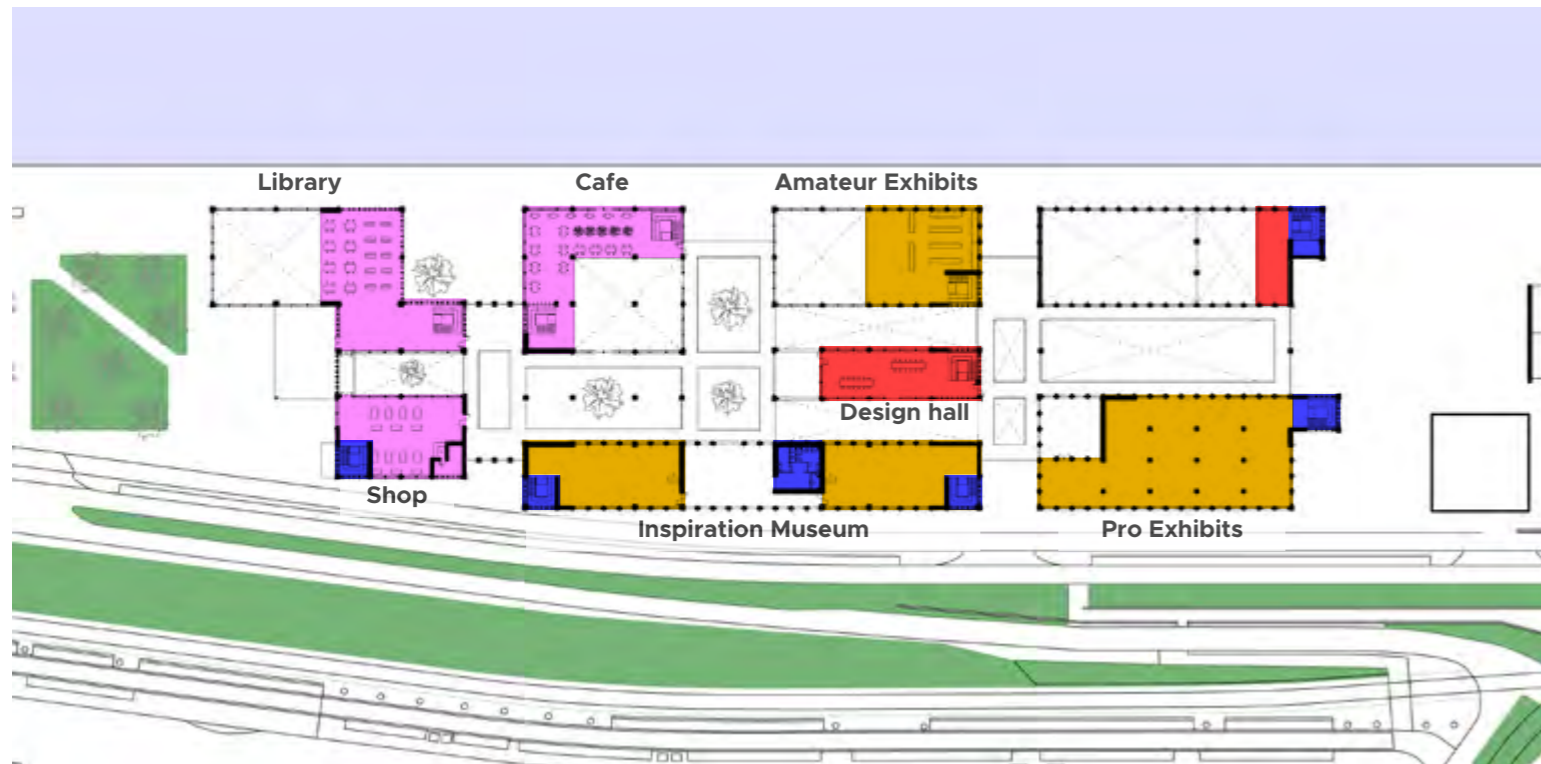 Library
Cafe
Amateur Exhibits
Design hall
Shop
Inspiration Museum
Pro Exhibits